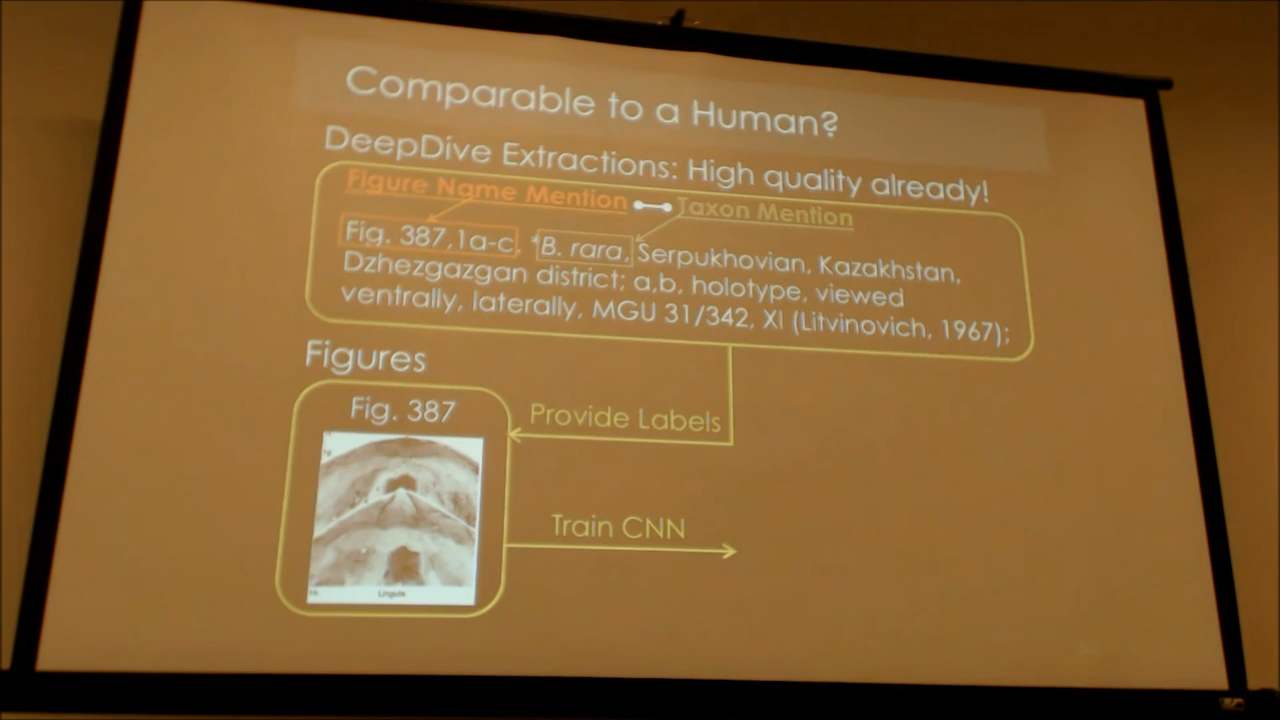 Comparable to a Human?
DeepDive Extractions: High quality already!
Figure Name Mention Taxon Mention
Fig. 387,1a-c, *B. rara, Serpukhovian, Kazakhstan,
Dzhezgazgan district; a,b, holotype, viewed
ventrally, laterally, MGU 31/342, XI (Litvinovich, 1967);
Figures
Fig. 387
Provide Labels
Train CNN
Lingula